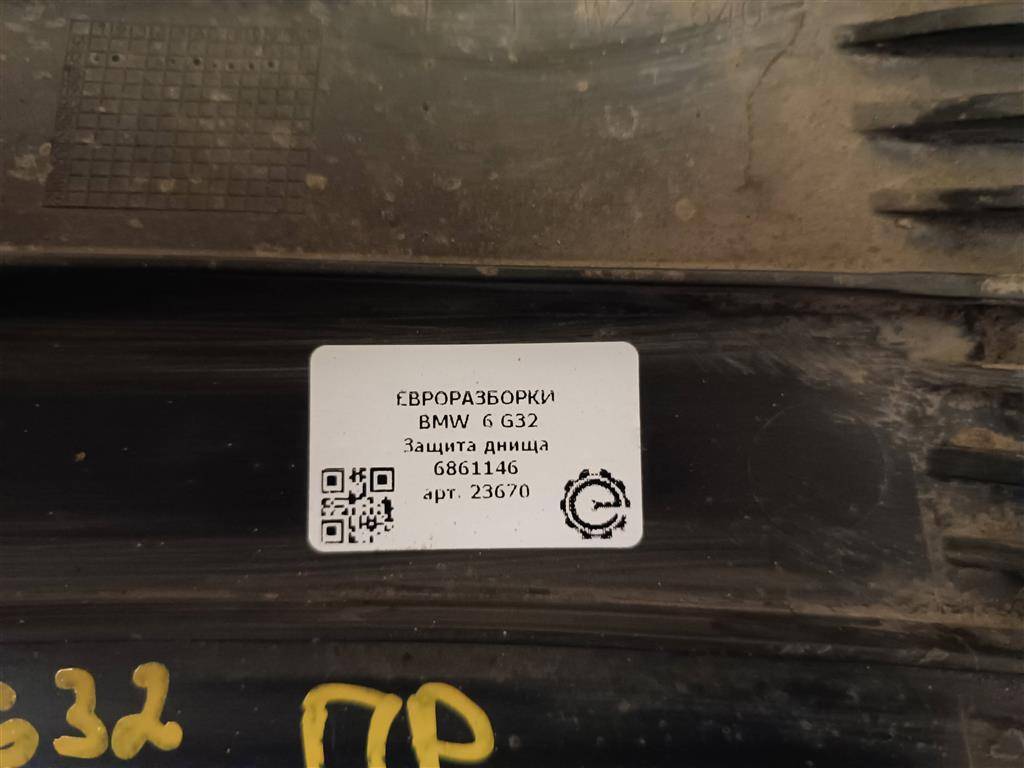 ЕВРОРАЗБОРКИ
BMW 6 G32
Защита днища
6861146
арт. 23670
G32 ПР